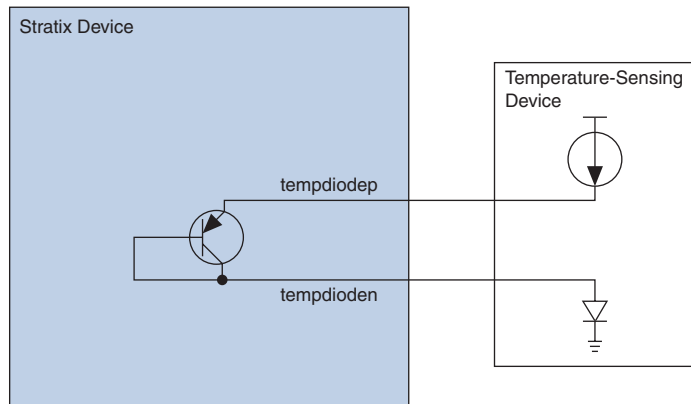 Stratix Device
Temperature-Sensing
Device
tempdiodep
tempdioden